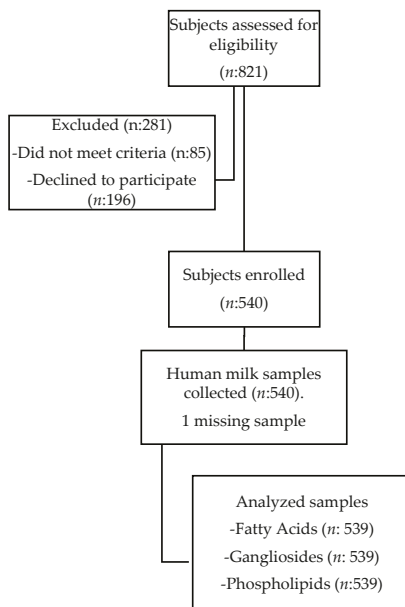 Subjects assessed for
eligibility
(n:821)
Excluded (n:281)
-Did not meet criteria (n:85)
-Declined to participate
(n:196)
Subjects enrolled
(n:540)
Human milk samples
collected (n:540).
1 missing sample
Analyzed samples
-Fatty Acids (n: 539)
-Gangliosides (n: 539)
-Phospholipids (n:539)